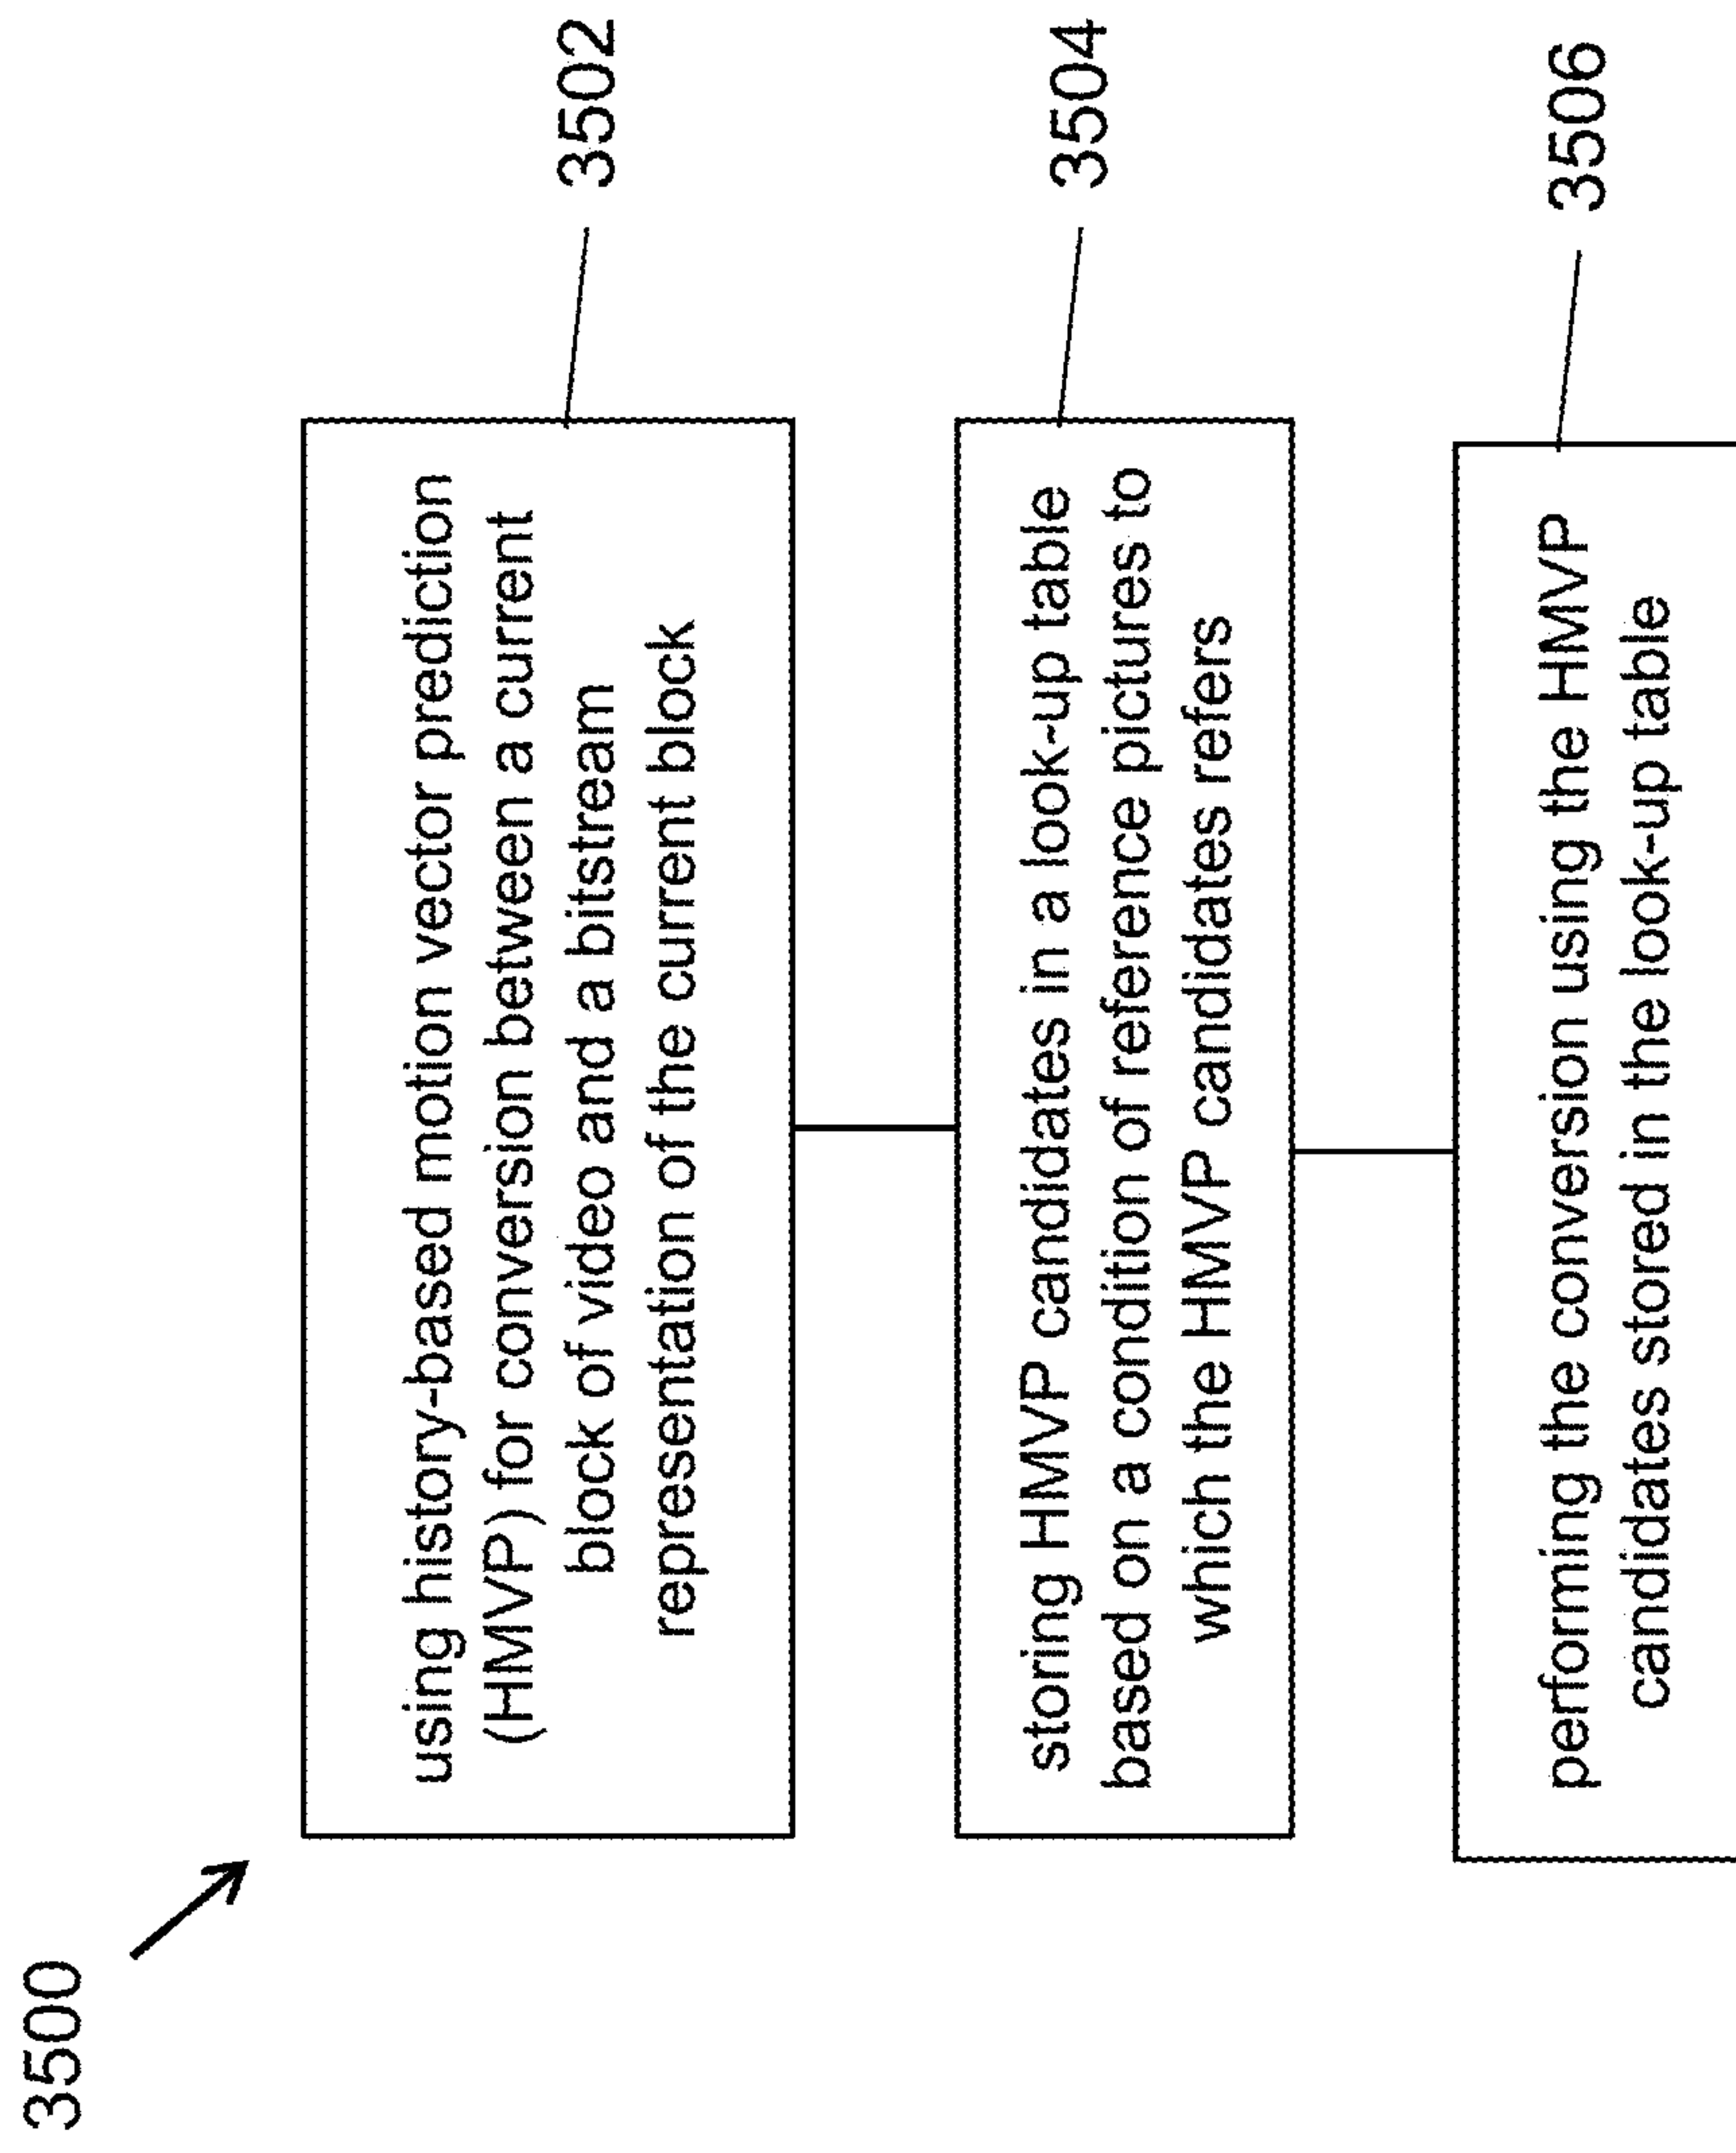 3500
using history-based motion vector prediction
(HMVP) for conversion between a current
block of video and a bitstream
representation of the current block
3502
storing HMVP candidates in a look-up table
based on a condition of reference pictures to
which the HMVP candidates refers
3504
performing the conversion using the HMVP
candidates stored in the look-up table
3506